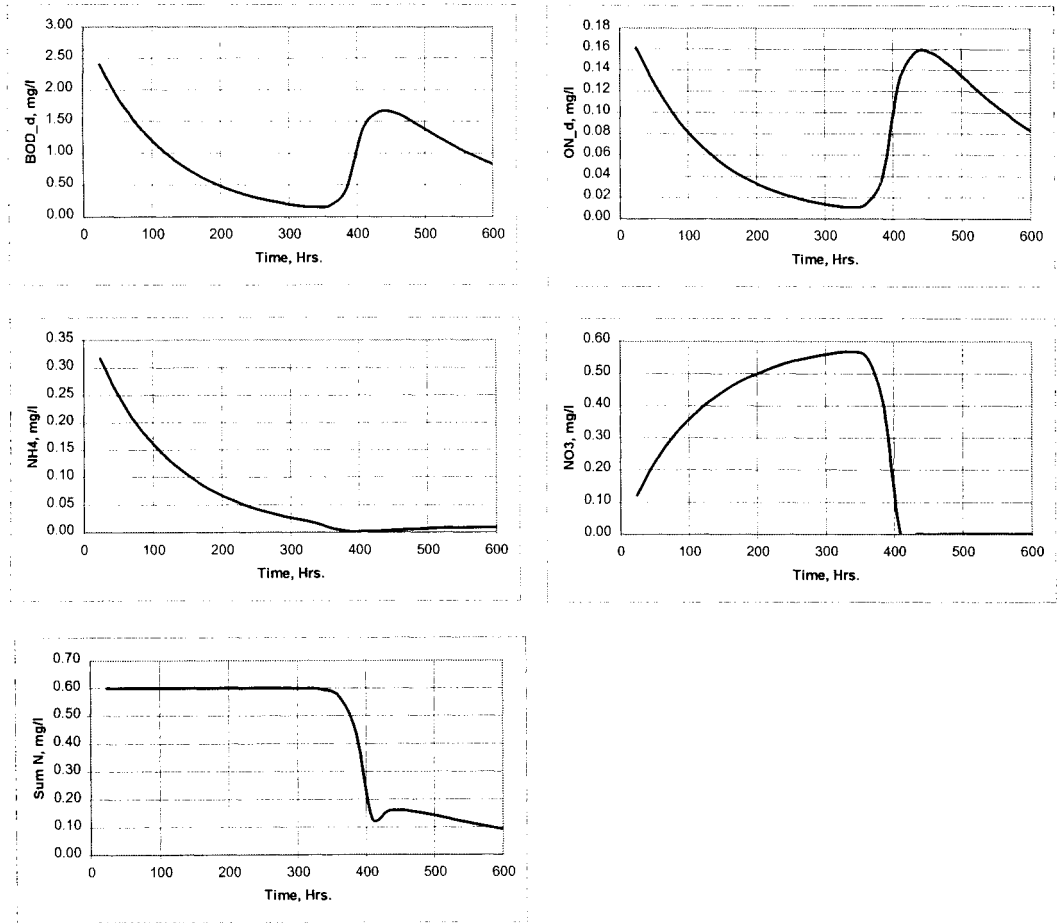 BOD_d, mg/l
3.00
2.50
2.00
1.50
1.00
0.50
0.00
0 100 200 300 400 500 600
Time, Hrs.
ON_d, mg/l
0.18
0.16
0.14
0.12
0.10
0.08
0.06
0.04
0.02
0.00
0 100 200 300 400 500 600
Time, Hrs.
NH4, mg/l
0.35
0.30
0.25
0.20
0.15
0.10
0.05
0.00
0 100 200 300 400 500 600
Time, Hrs.
NO3, mg/l
0.60
0.50
0.40
0.30
0.20
0.10
0.00
0 100 200 300 400 500 600
Time, Hrs.
Sum N, mg/l
0.70
0.60
0.50
0.40
0.30
0.20
0.10
0.00
0 100 200 300 400 500 600
Time, Hrs.